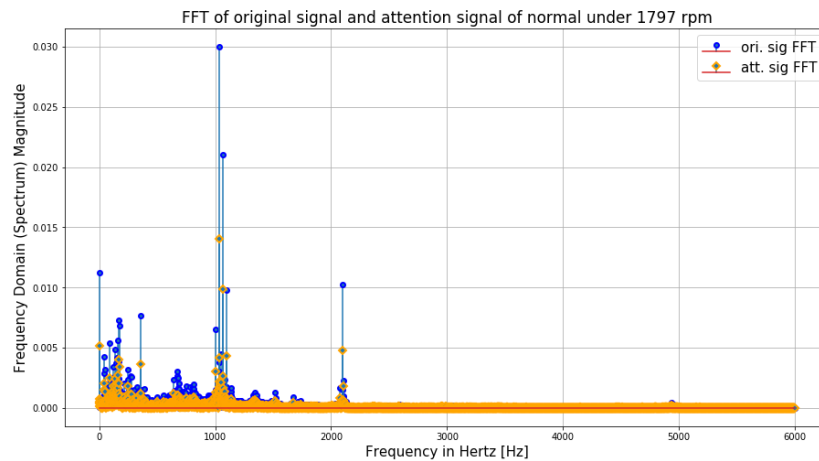 FFT of original signal and attention signal of normal under 1797 rpm
ori. sig FFT
att. sig FFT
Frequency Domain (Spectrum) Magnitude
0.030
0.025
0.020
0.015
0.010
0.005
0.000
0
1000
2000
3000
4000
5000
6000
Frequency in Hertz [Hz]